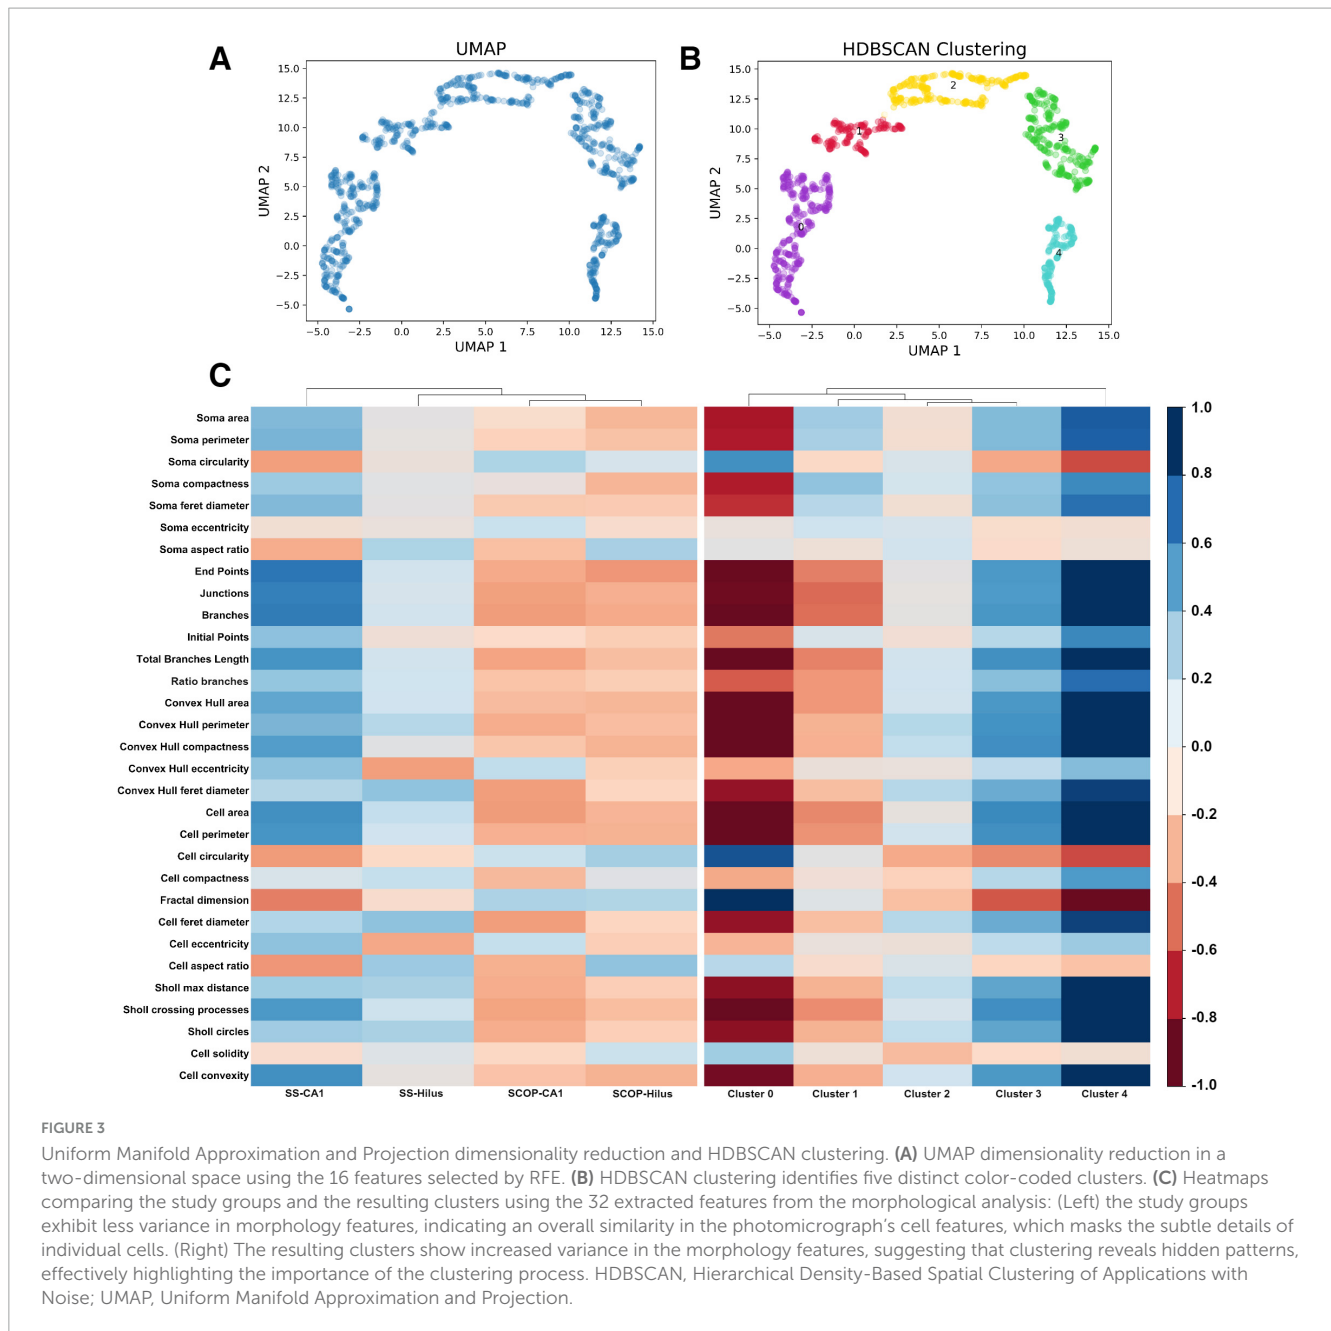 A
UMAP
15.0
12.5
10.0
7.5
5.0
2.5
0.0
−2.5
−5.0
UMAP 2
−5.0 −2.5 0.0 2.5 5.0 7.5 10.0 12.5 15.0
UMAP 1
B
HDBSCAN Clustering
15.0
12.5
10.0
7.5
5.0
2.5
0.0
−2.5
−5.0
UMAP 2
2
1
3
0
4
−5.0 −2.5 0.0 2.5 5.0 7.5 10.0 12.5 15.0
UMAP 1
C
Soma area
Soma perimeter
Soma circularity
Soma compactness
Soma feret diameter
Soma eccentricity
Soma aspect ratio
End Points
Junctions
Branches
Initial Points
Total Branches Length
Ratio branches
Convex Hull area
Convex Hull perimeter
Convex Hull compactness
Convex Hull eccentricity
Convex Hull feret diameter
Cell area
Cell perimeter
Cell circularity
Cell compactness
Fractal dimension
Cell feret diameter
Cell eccentricity
Cell aspect ratio
Sholl max distance
Sholl crossing processes
Sholl circles
Cell solidity
Cell convexity
SS-CA1 SS-Hilus SCOP-CA1 SCOP-Hilus Cluster 0 Cluster 1 Cluster 2 Cluster 3 Cluster 4
1.0
0.8
0.6
0.4
0.2
0.0
-0.2
-0.4
-0.6
-0.8
-1.0
FIGURE 3
Uniform Manifold Approximation and Projection dimensionality reduction and HDBSCAN clustering. (A) UMAP dimensionality reduction in a
two-dimensional space using the 16 features selected by RFE. (B) HDBSCAN clustering identifies five distinct color-coded clusters. (C) Heatmaps
comparing the study groups and the resulting clusters using the 32 extracted features from the morphological analysis: (Left) the study groups
exhibit less variance in morphology features, indicating an overall similarity in the photomicrograph's cell features, which masks the subtle details of
individual cells. (Right) The resulting clusters show increased variance in the morphology features, suggesting that clustering reveals hidden patterns,
effectively highlighting the importance of the clustering process. HDBSCAN, Hierarchical Density-Based Spatial Clustering of Applications with
Noise; UMAP, Uniform Manifold Approximation and Projection.